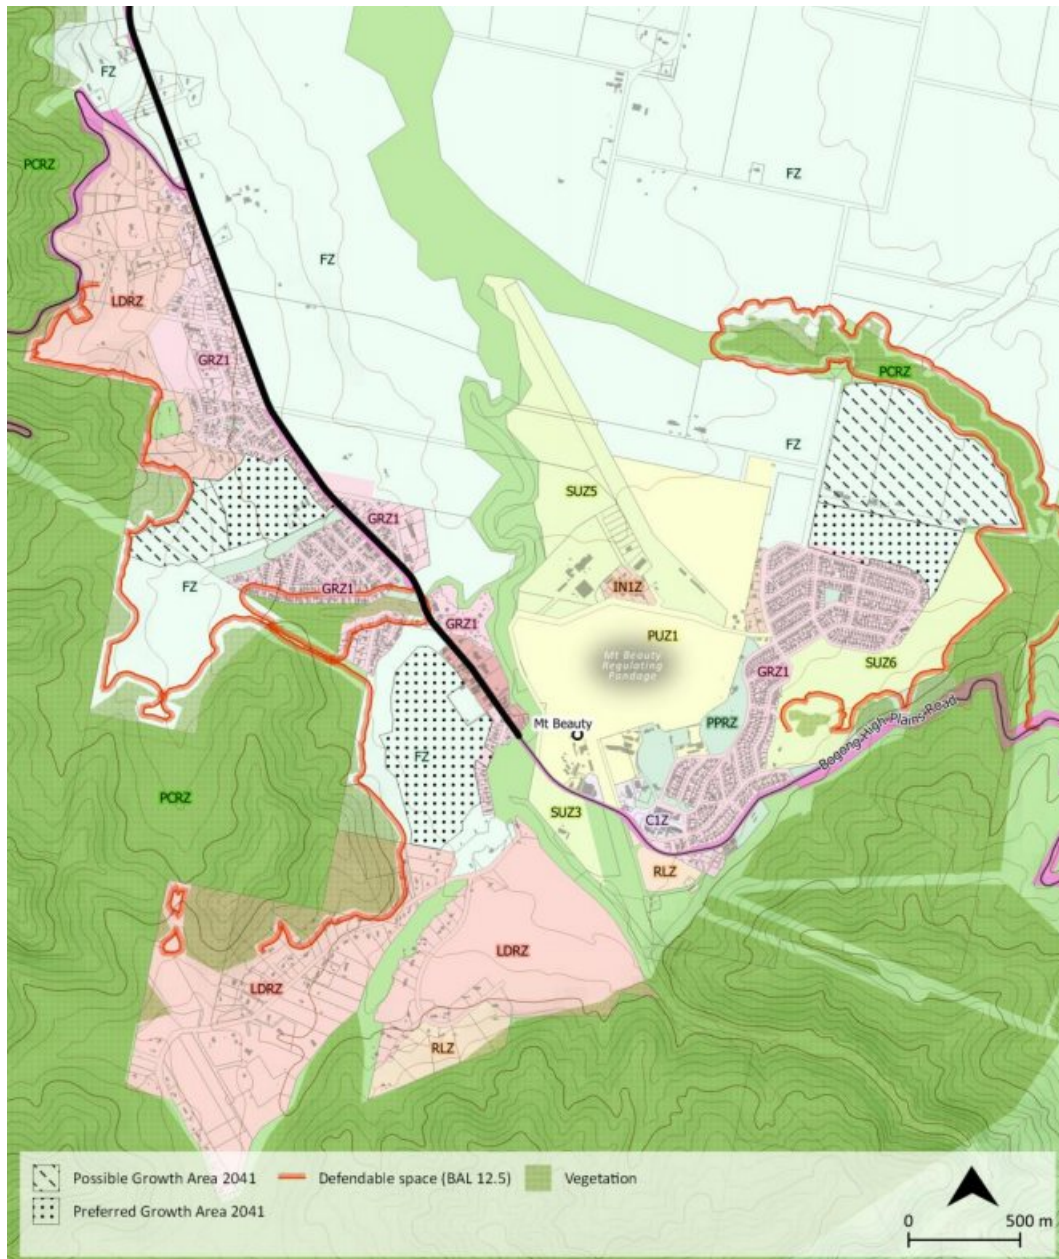 FZ
PCRZ
FZ
FZ
LDRZ
GRZ1
PCRZ
FZ
SUZ5
GRZ1
IN1Z
FZ
GRZ1
GRZ1
PUZ1
Mt Beauty
Regulating
Pondage
GRZ1
SUZ6
PPRZ
Mt Beauty
Bogong High Plains Road
FZ
PCRZ
SUZ3
C1Z
RLZ
LDRZ
LDRZ
RLZ
Possible Growth Area 2041
Defendable space (BAL 12.5)
Vegetation
Preferred Growth Area 2041
0
500 m